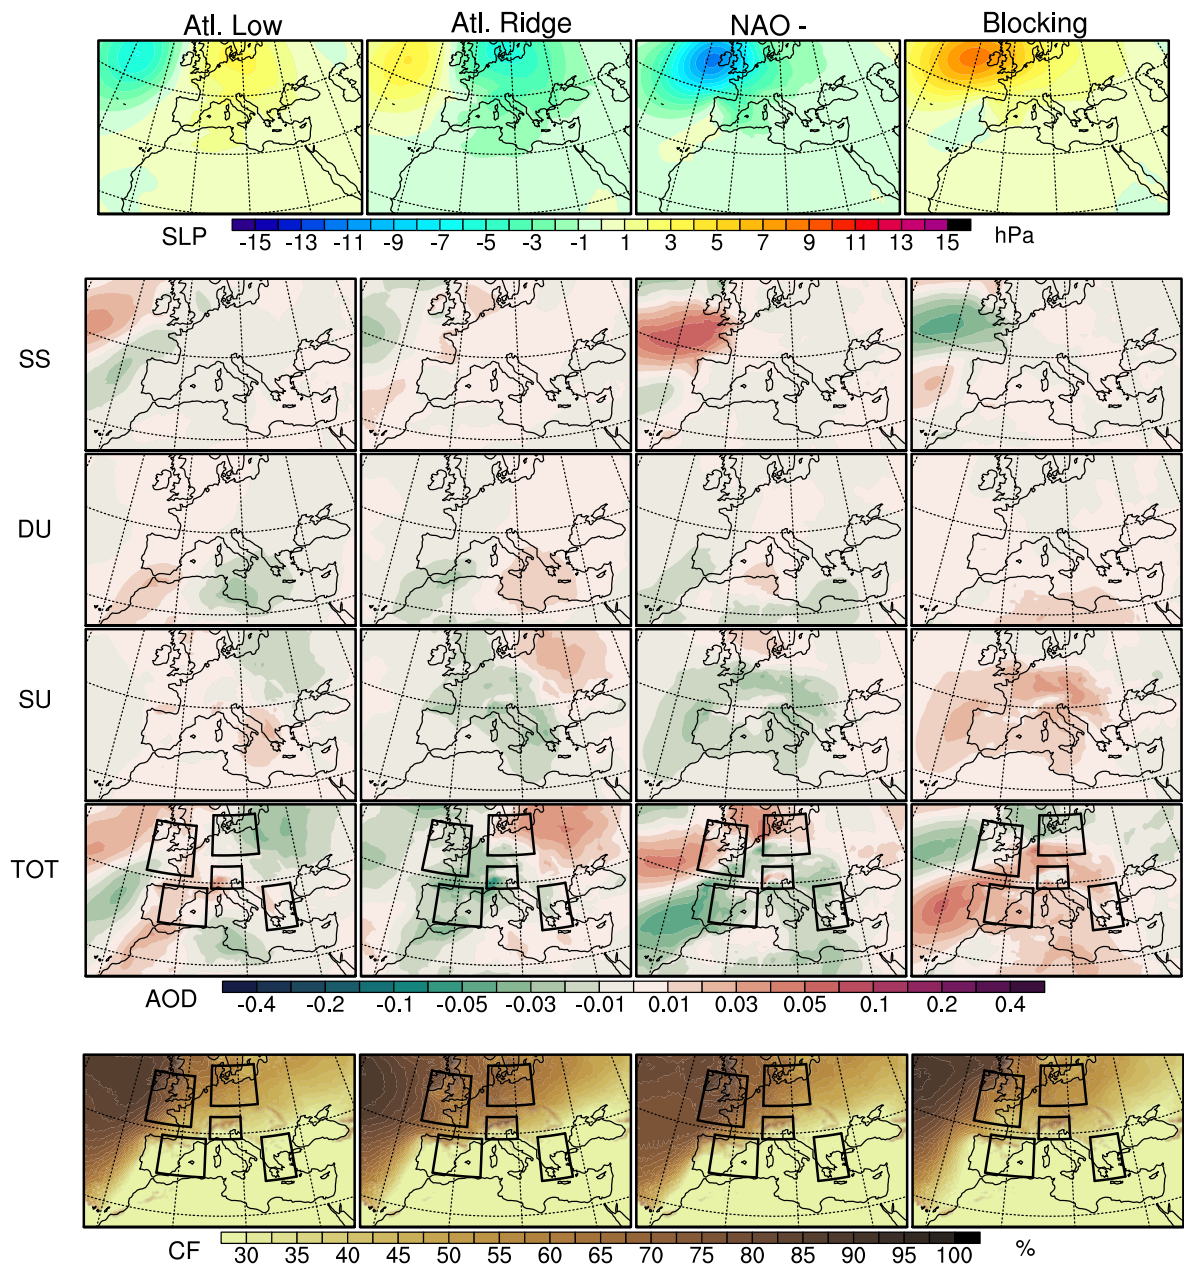 Atl. Low Atl. Ridge NAO - Blocking
SLP -15 -13 -11 -9 -7 -5 -3 -1 1 3 5 7 9 11 13 15 hPa
SS
DU
SU
TOT
AOD -0.4 -0.2 -0.1 -0.05 -0.03 -0.01 0.01 0.03 0.05 0.1 0.2 0.4
CF 30 35 40 45 50 55 60 65 70 75 80 85 90 95 100 %